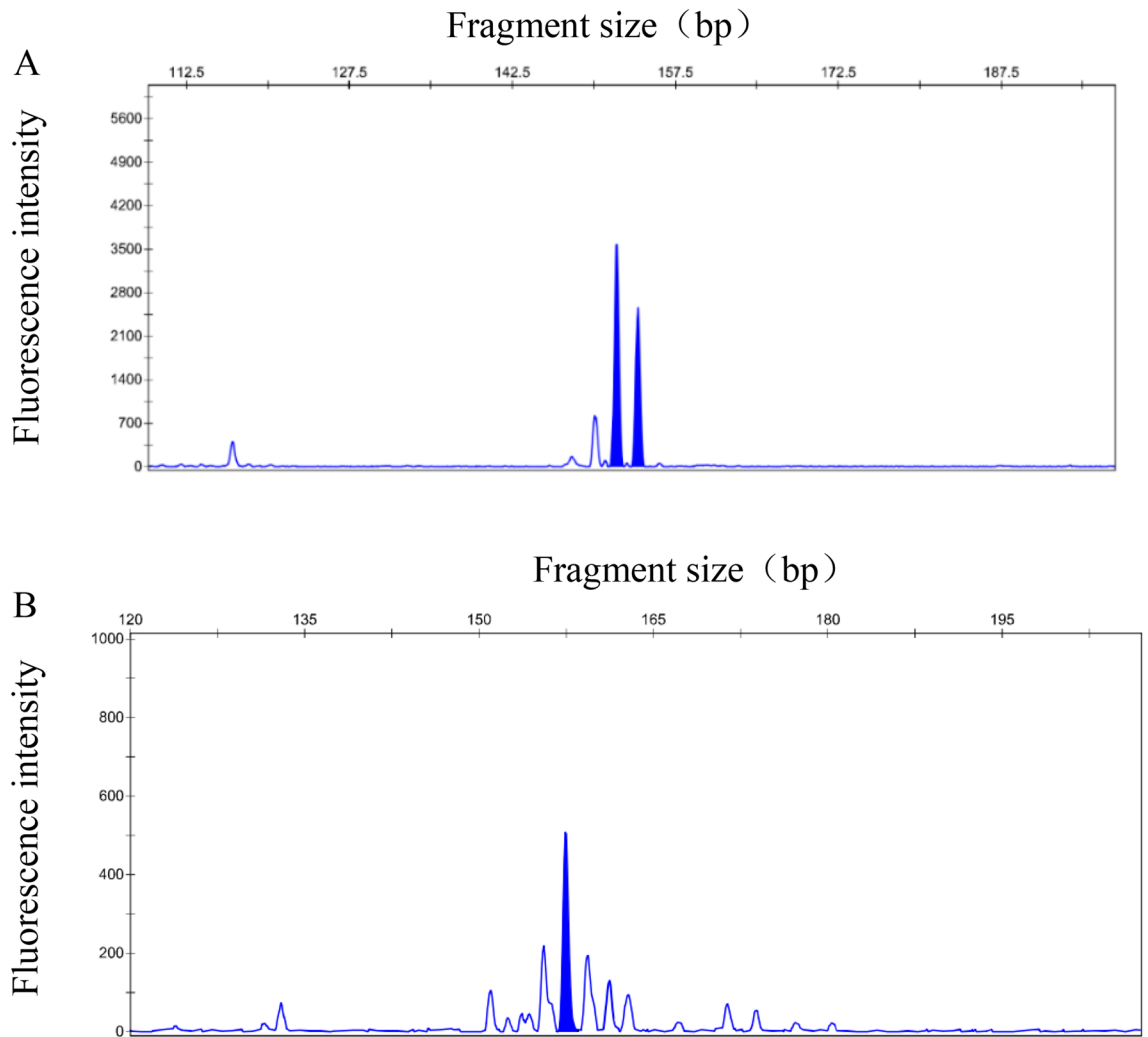 Fragment size（bp）
A
112.5 127.5 142.5 157.5 172.5 187.5
Fluorescence intensity
5600
4900
4200
3500
2800
2100
1400
700
0
Fragment size（bp）
B
120 135 150 165 180 195
Fluorescence intensity
1000
800
600
400
200
0